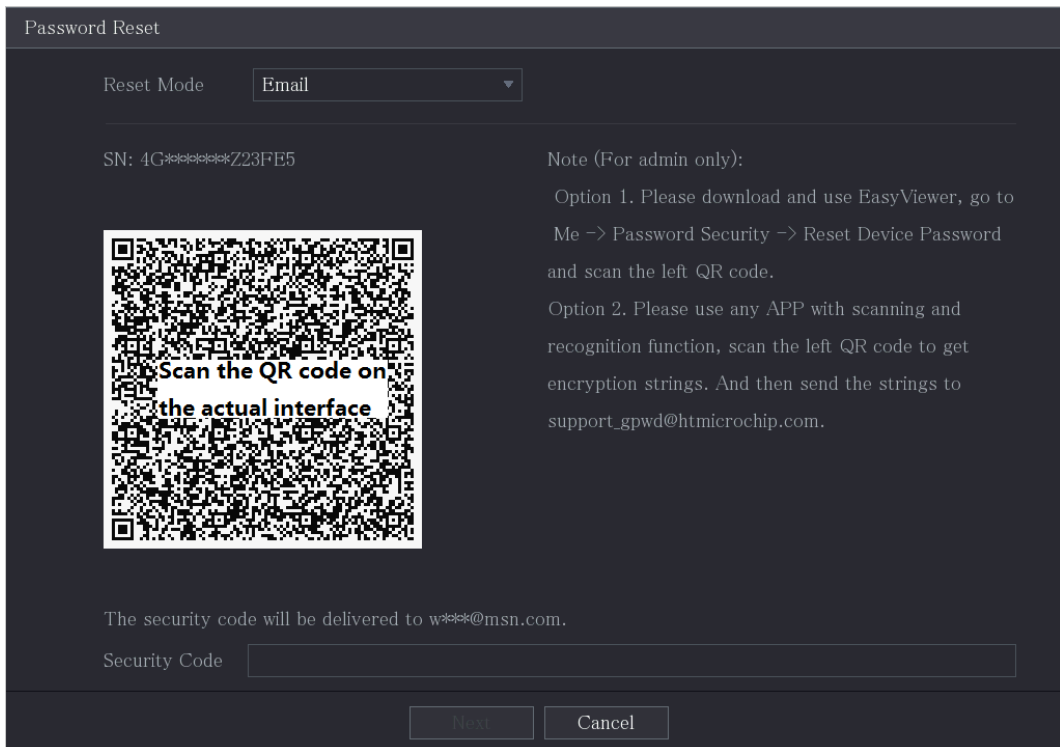 Password Reset
Reset Mode
Email
SN: 4G*******Z23FE5
Note (For admin only):
Option 1. Please download and use EasyViewer, go to
Me -> Password Security -> Reset Device Password
and scan the left QR code.
Option 2. Please use any APP with scanning and
recognition function, scan the left QR code to get
encryption strings. And then send the strings to
support_gpwd@htmicrochip.com.
Scan the QR code on
the actual interface
The security code will be delivered to w***@msn.com.
Security Code
Next
Cancel